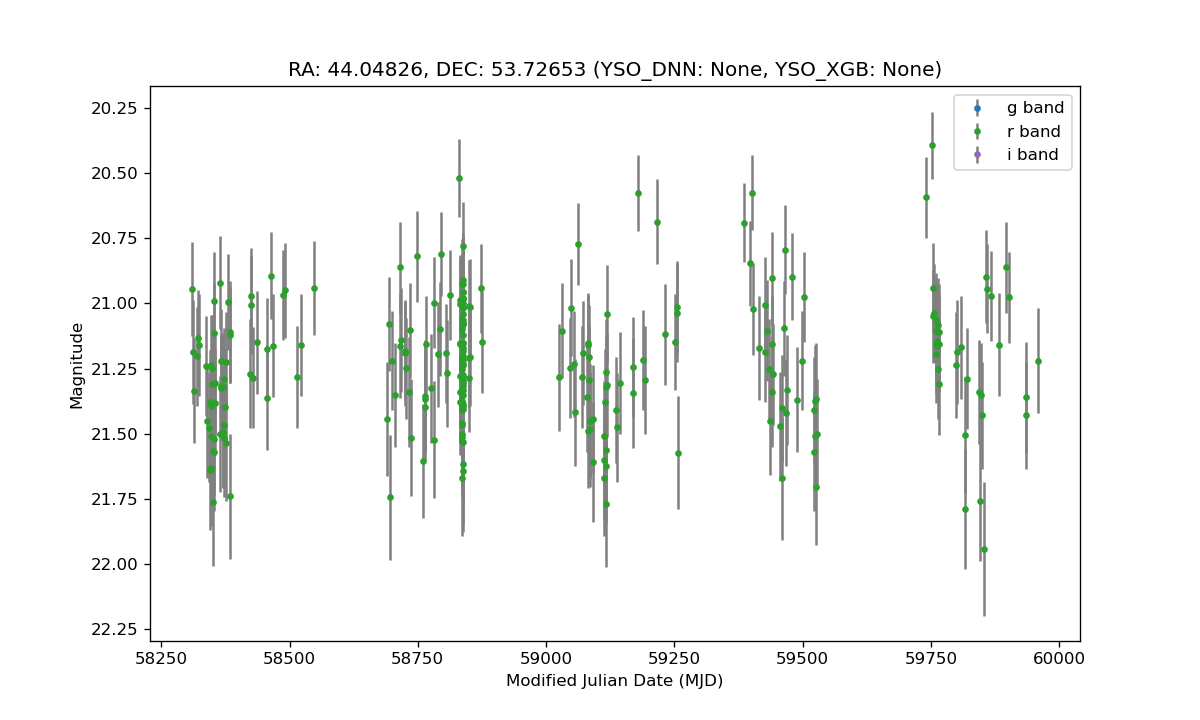 RA: 44.04826, DEC: 53.72653 (YSO_DNN: None, YSO_XGB: None)
g band
r band
i band
20.25
20.50
20.75
21.00
21.25
21.50
21.75
22.00
22.25
Magnitude
58250 58500 58750 59000 59250 59500 59750 60000
Modified Julian Date (MJD)